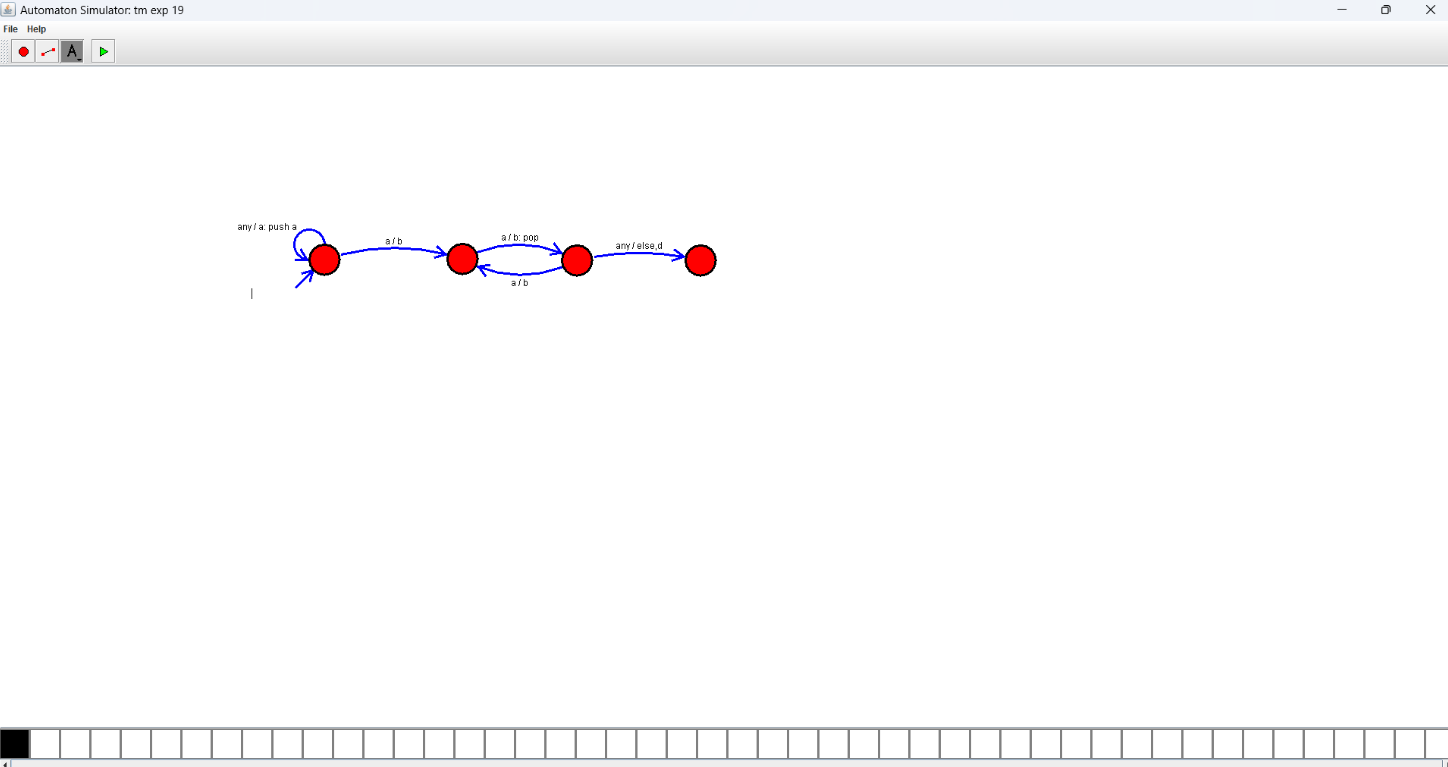 Automaton Simulator: tm exp 19
File Help
A
any / a: push a
a / b
a / b: pop
any / else,d
a / b